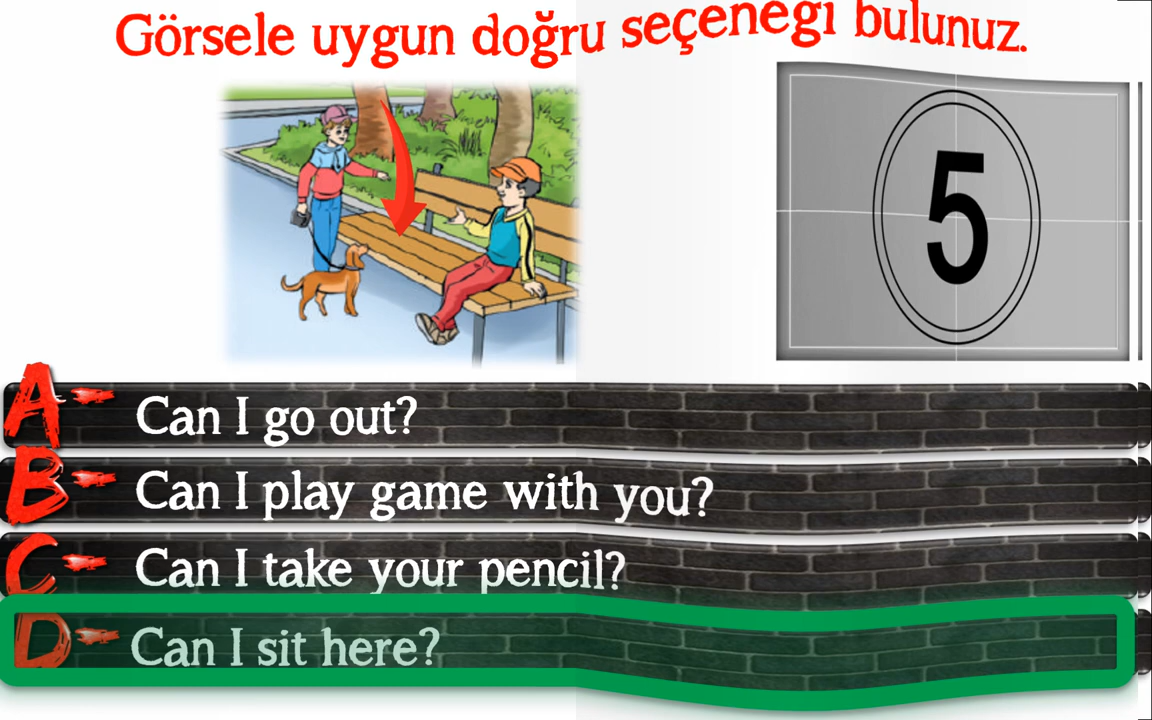 Görsele uygun doğru seçeneği bulunuz.
5
A- Can I go out?
B- Can I play game with you?
C- Can I take your pencil?
D- Can I sit here?